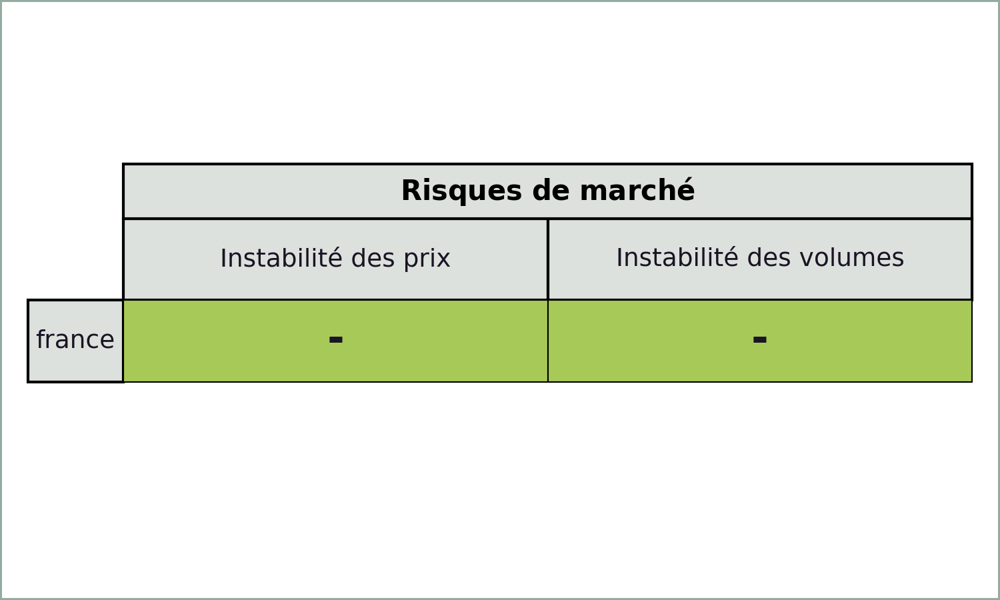 Risques de marché
Instabilité des prix
Instabilité des volumes
france
-
-